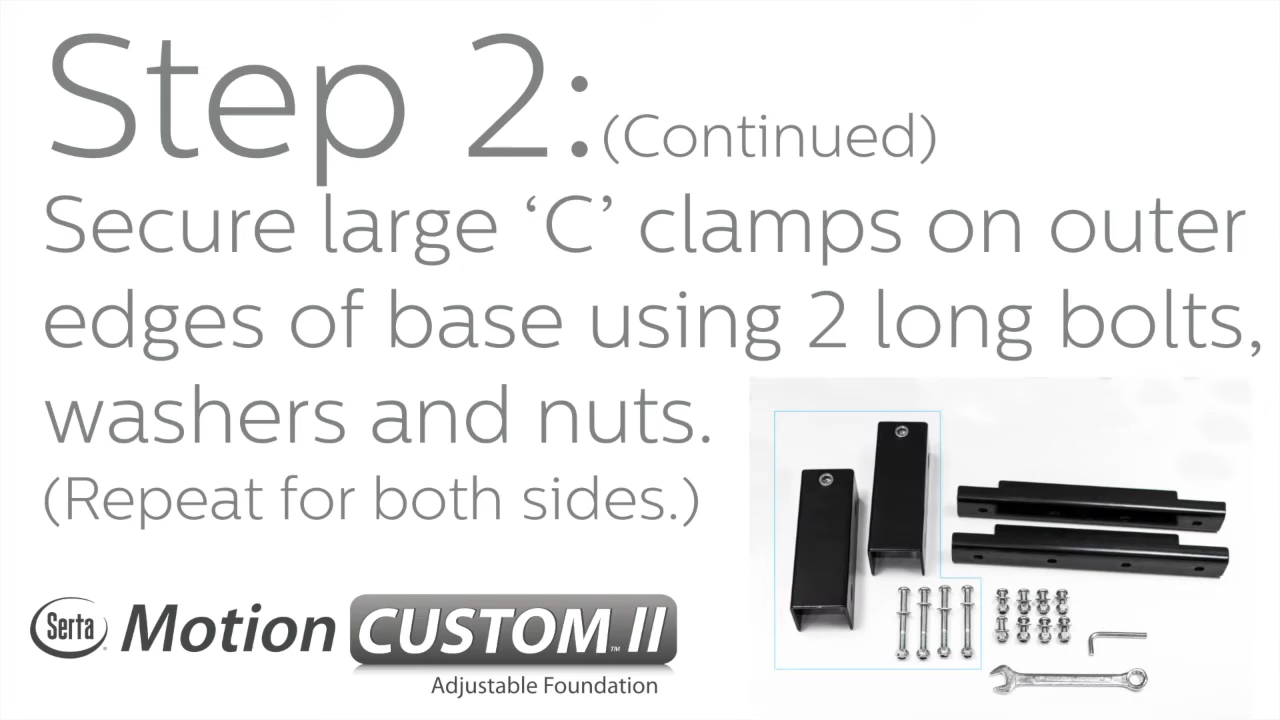 Step 2: (Continued)
Secure large ‘C’ clamps on outer
edges of base using 2 long bolts,
washers and nuts.
(Repeat for both sides.)
Serta® Motion CUSTOM II™
Adjustable Foundation